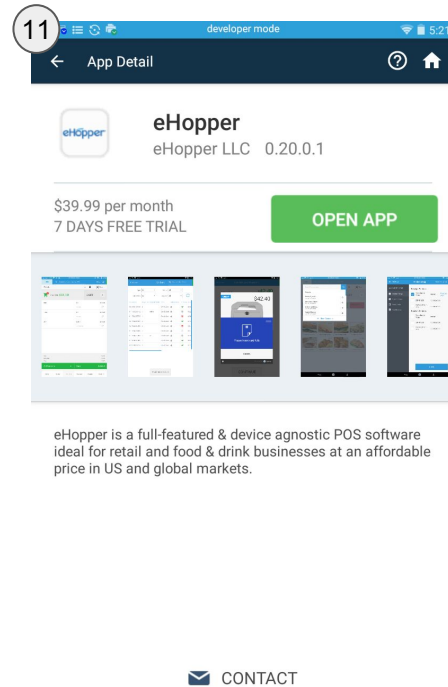 11
developer mode
5:21
App Detail
eHopper
eHopper
eHopper LLC 0.20.0.1
$39.99 per month
7 DAYS FREE TRIAL
OPEN APP
$42.40
eHopper is a full-featured & device agnostic POS software
ideal for retail and food & drink businesses at an affordable
price in US and global markets.
CONTACT